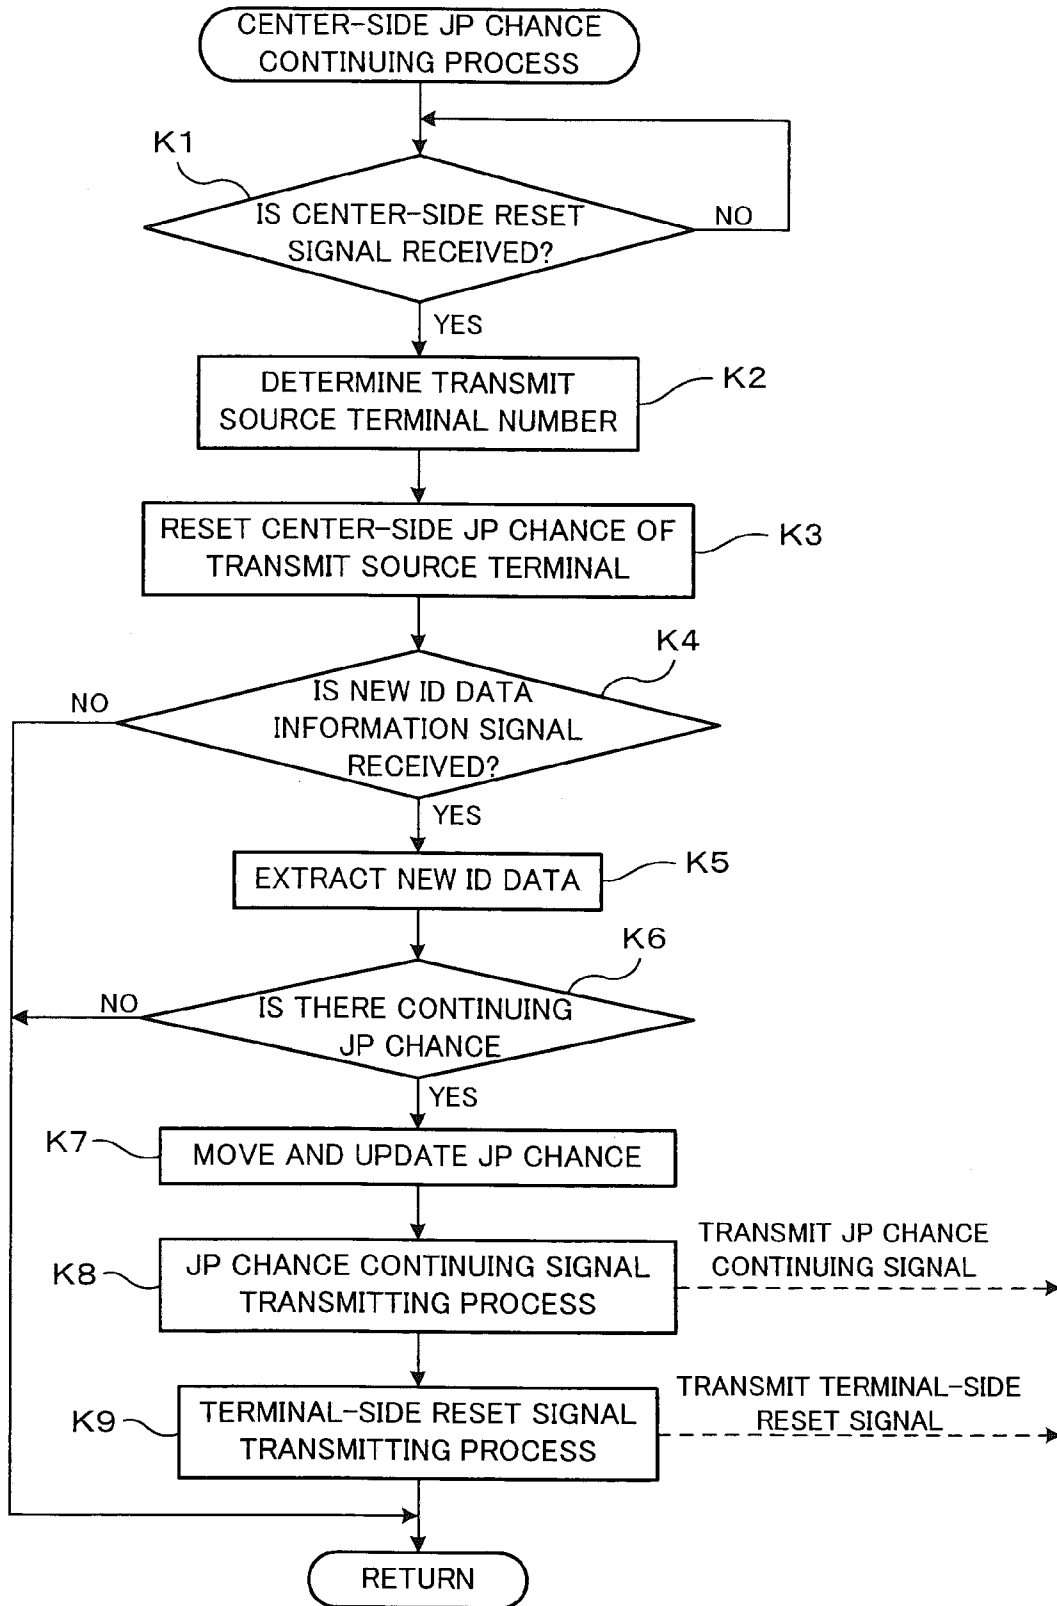 CENTER-SIDE JP CHANCE
CONTINUING PROCESS
K1
IS CENTER-SIDE RESET
SIGNAL RECEIVED?
NO
YES
DETERMINE TRANSMIT
SOURCE TERMINAL NUMBER
K2
RESET CENTER-SIDE JP CHANCE OF
TRANSMIT SOURCE TERMINAL
K3
K4
IS NEW ID DATA
INFORMATION SIGNAL
RECEIVED?
NO
YES
EXTRACT NEW ID DATA
K5
K6
IS THERE CONTINUING
JP CHANCE
NO
YES
K7
MOVE AND UPDATE JP CHANCE
K8
JP CHANCE CONTINUING SIGNAL
TRANSMITTING PROCESS
TRANSMIT JP CHANCE
CONTINUING SIGNAL
K9
TERMINAL-SIDE RESET SIGNAL
TRANSMITTING PROCESS
TRANSMIT TERMINAL-SIDE
RESET SIGNAL
RETURN